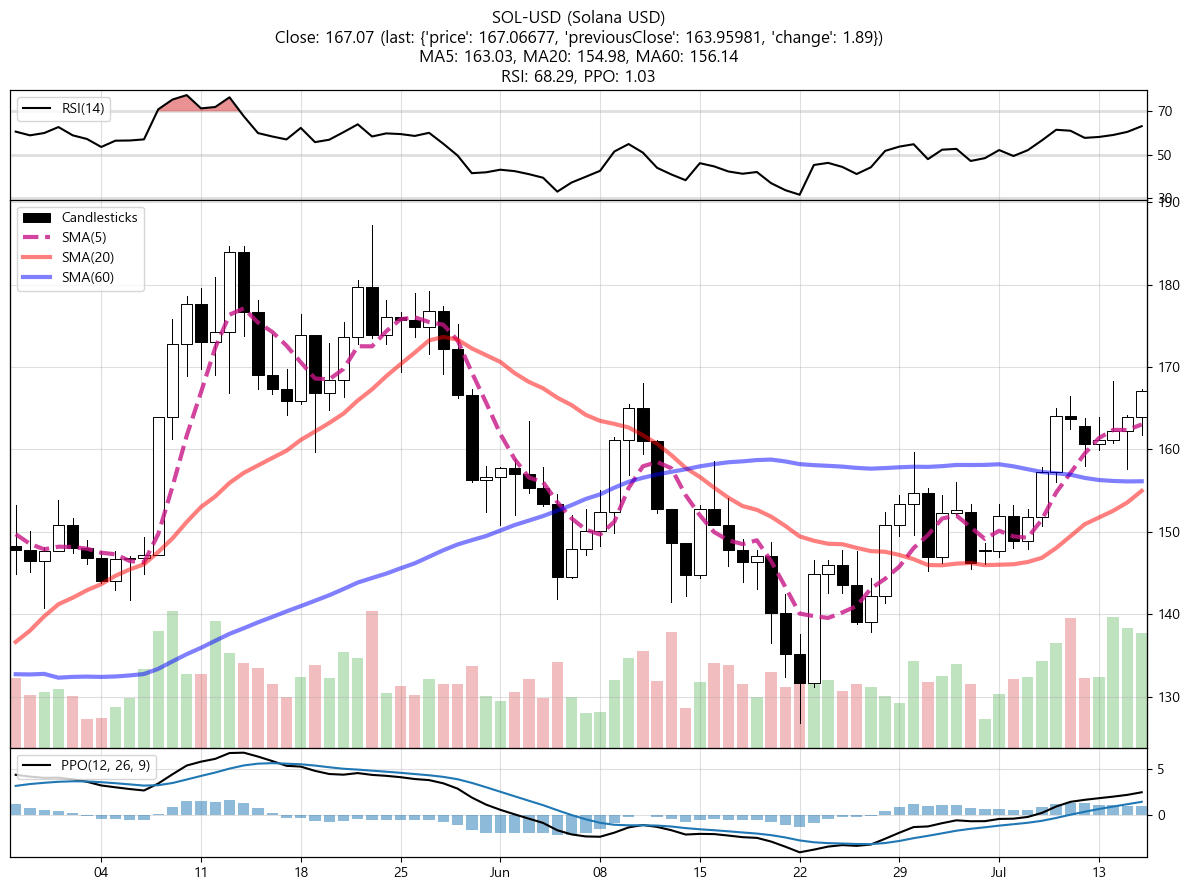 SOL-USD (Solana USD)
Close: 167.07 (last: {'price': 167.06677, 'previousClose': 163.95981, 'change': 1.89})
MA5: 163.03, MA20: 154.98, MA60: 156.14
RSI: 68.29, PPO: 1.03
RSI(14)
70
50
30
190
Candlesticks
SMA(5)
SMA(20)
SMA(60)
180
170
160
150
140
130
PPO(12, 26, 9)
5
0
04 11 18 25 Jun 08 15 22 29 Jul 13